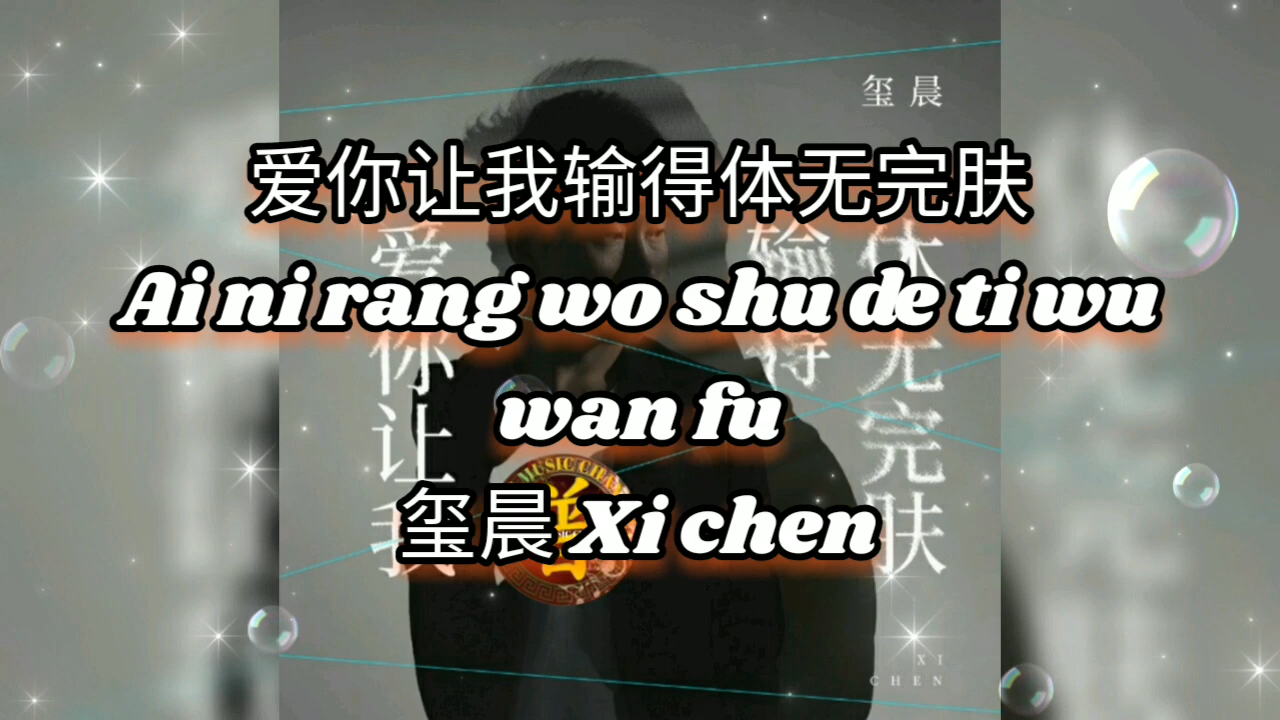 玺晨
爱你让我输得体无完肤
Ai ni rang wo shu de ti wu
wan fu
玺晨 Xi chen
爱你让我
输得
体无完肤
MUSIC CHA
XI
CHEN